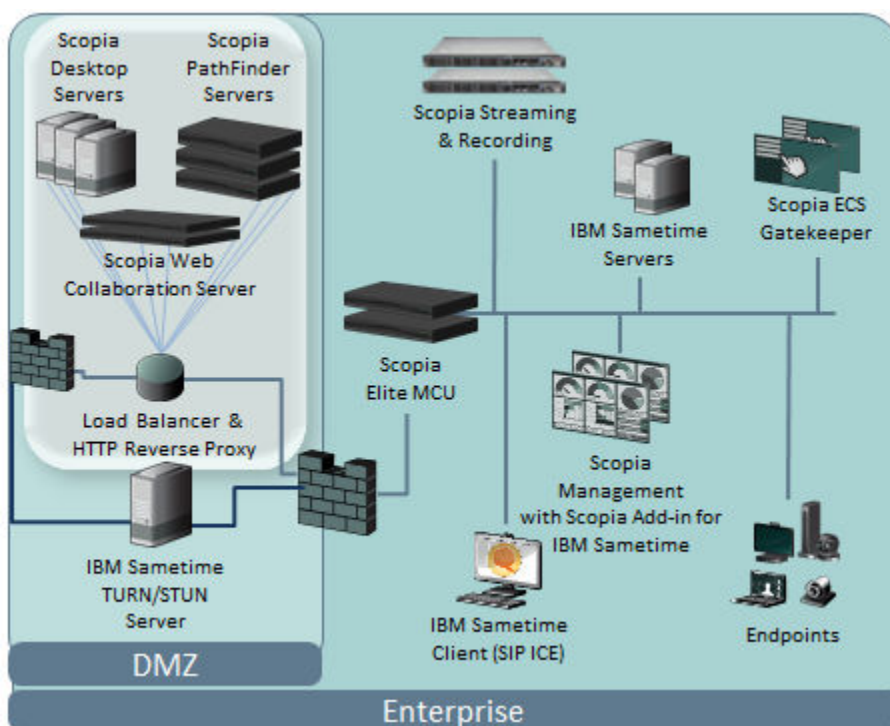 Scopia
Desktop
Servers
Scopia
PathFinder
Servers
Scopia Web
Collaboration Server
Load Balancer &
HTTP Reverse Proxy
IBM Sametime
TURN/STUN
Server
DMZ
Scopia Streaming
& Recording
IBM Sametime
Servers
Scopia ECS
Gatekeeper
Scopia
Elite MCU
Scopia
Management
with Scopia Add-in for
IBM Sametime
IBM Sametime
Client (SIP ICE)
Endpoints
Enterprise